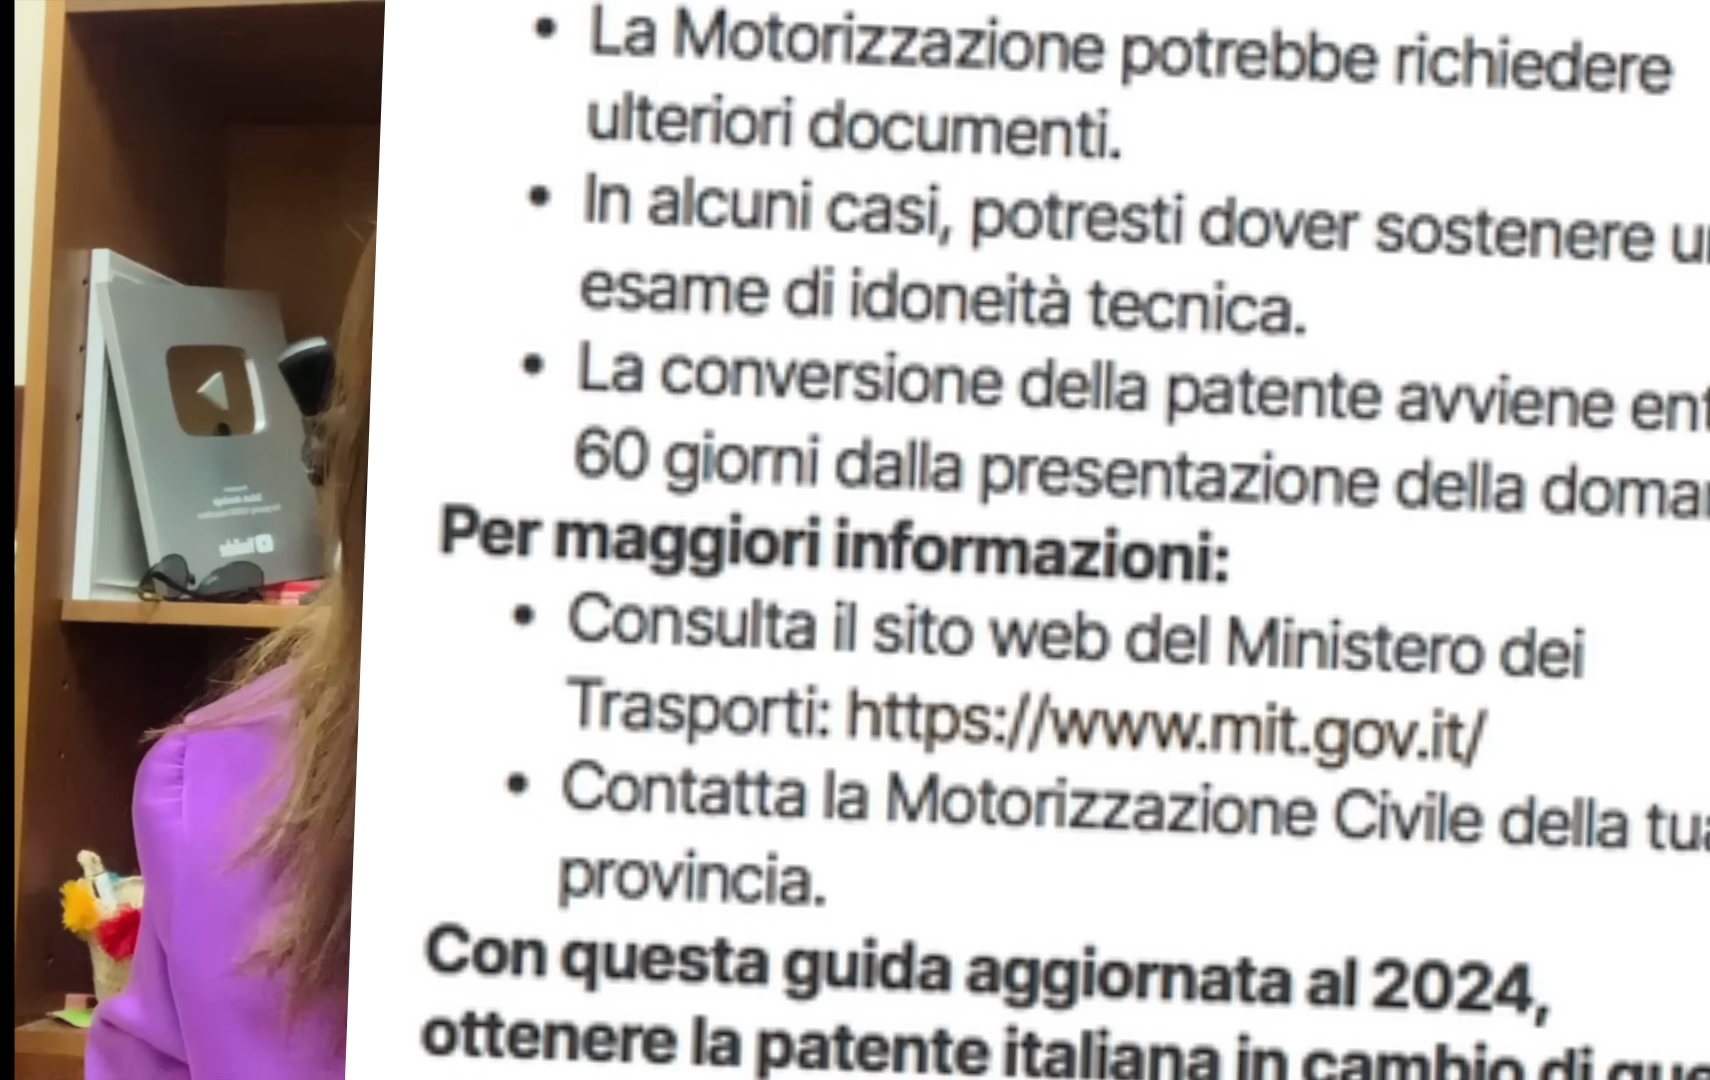 La Motorizzazione potrebbe richiedere
ulteriori documenti.
In alcuni casi, potresti dover sostenere
esame di idoneità tecnica.
La conversione della patente avviene
60 giorni dalla presentazione della
Per maggiori informazioni:
Consulta il sito web del Ministero dei
Trasporti: https://www.mit.gov.it/
Contatta la Motorizzazione Civile della
provincia.
Con questa guida aggiornata al 2024,
ottenere la patente italiana in cambio di